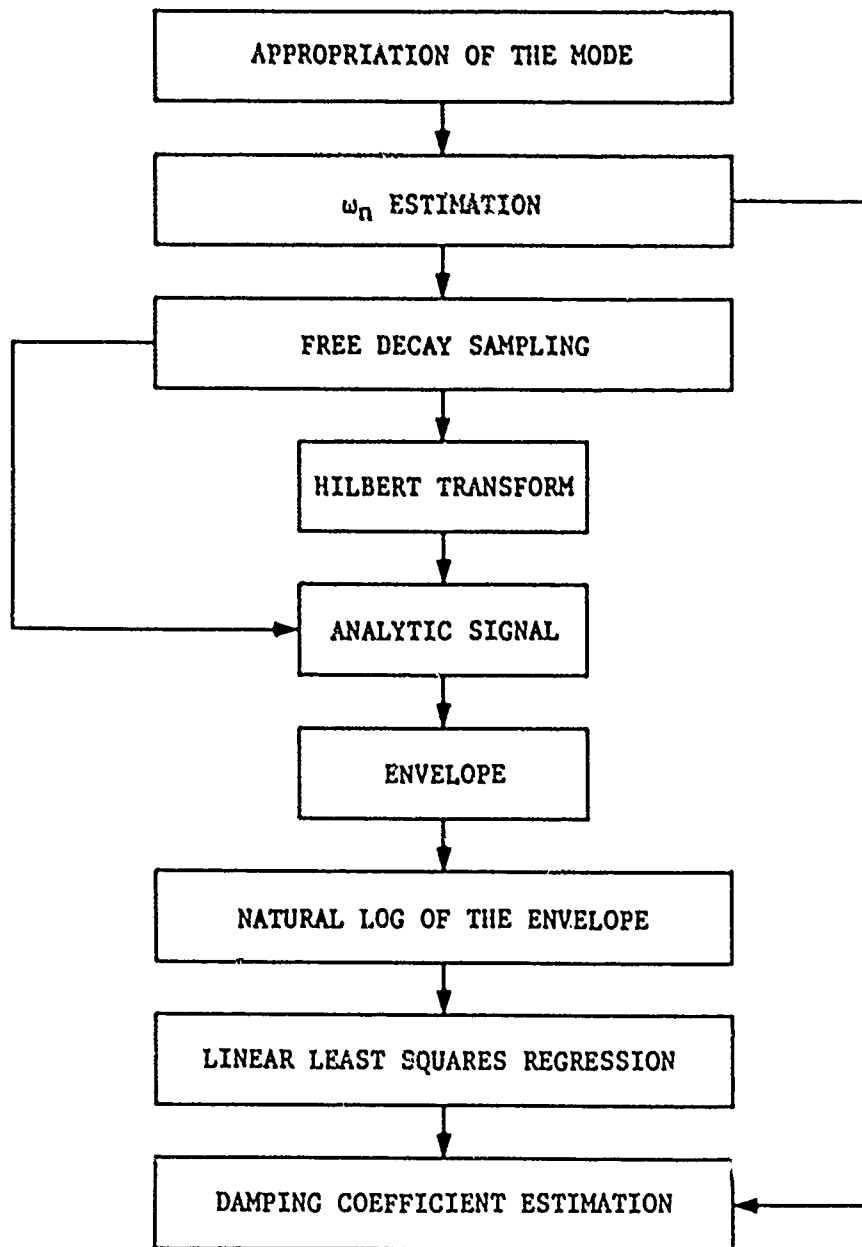 APPROPRIATION OF THE MODE
ωn ESTIMATION
FREE DECAY SAMPLING
HILBERT TRANSFORM
ANALYTIC SIGNAL
ENVELOPE
NATURAL LOG OF THE ENVELOPE
LINEAR LEAST SQUARES REGRESSION
DAMPING COEFFICIENT ESTIMATION